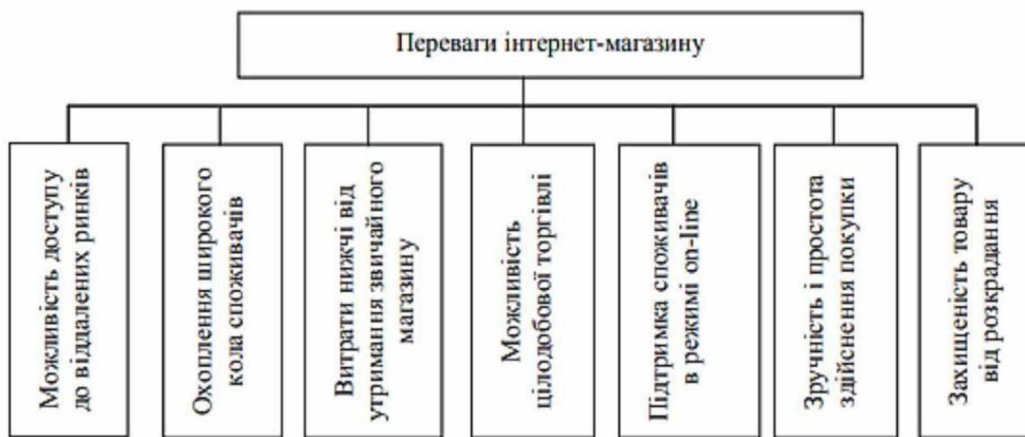 Переваги інтернет-магазину
Можливість доступу
до віддалених ринків
Охоплення широкого
кола споживачів
Витрати нижчі від
утримання звичайного
магазину
Можливість
цілодобової торгівлі
Підтримка споживачів
в режимі on-line
Зручність і простота
здійснення покупки
Захищеність товару
від розкрадання